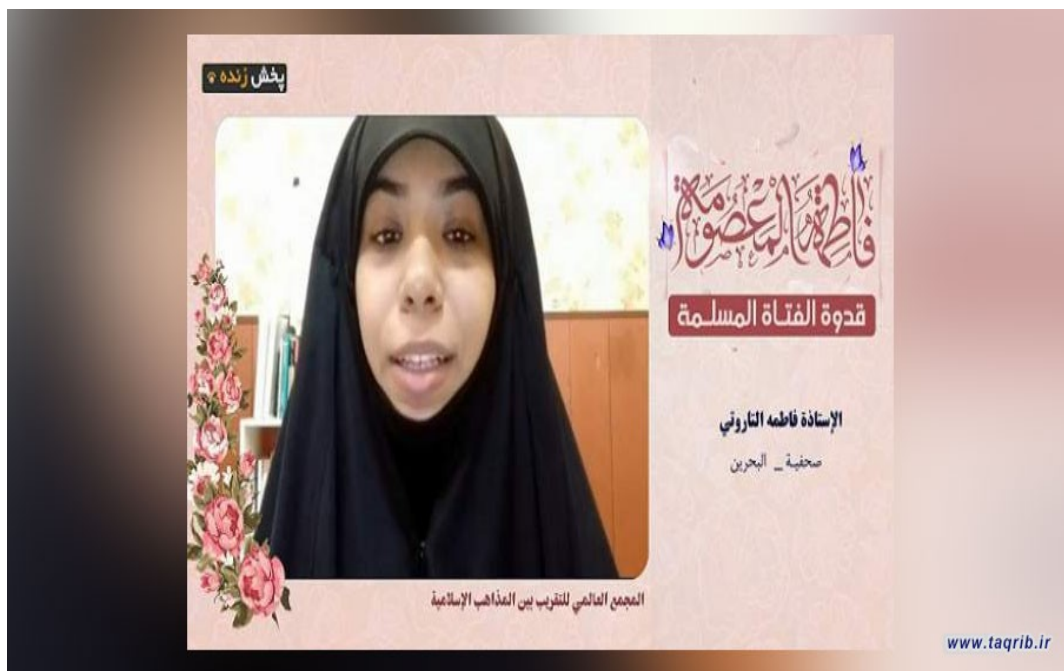 پخش زنده
فاطمة المعصومة
قدوة الفتاة المسلمة
الإستاذة فاطمه التاروتي
صحفية _ البحرين
المجمع العالمي للتقريب بين المذاهب الإسلامية
www.taqrib.ir